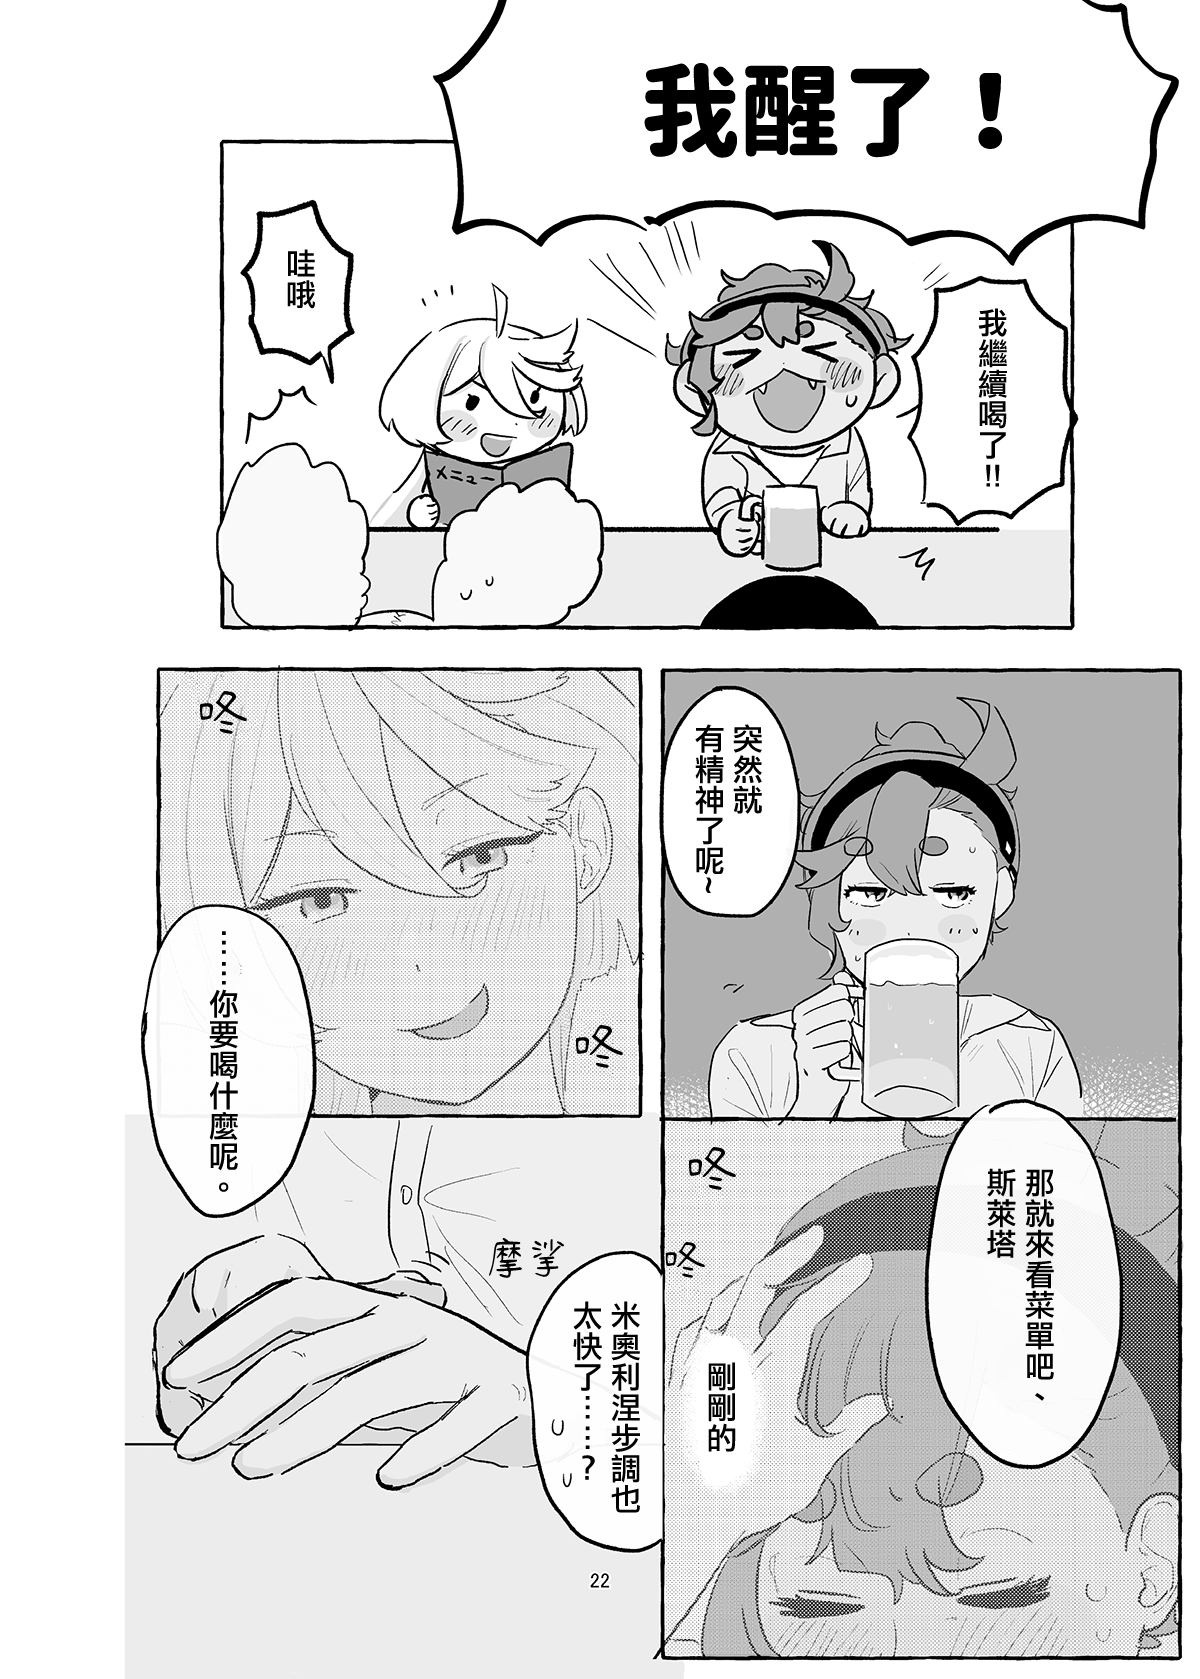 我醒了！
我繼續喝了!!
哇
哦
メニュー
突然就
有精神了呢~
咚
咚
……你要喝什麼呢。
那就來看菜單吧、
斯萊塔
咚
咚
剛剛的
摩挲
米奧利涅步調也
太快了……？
22